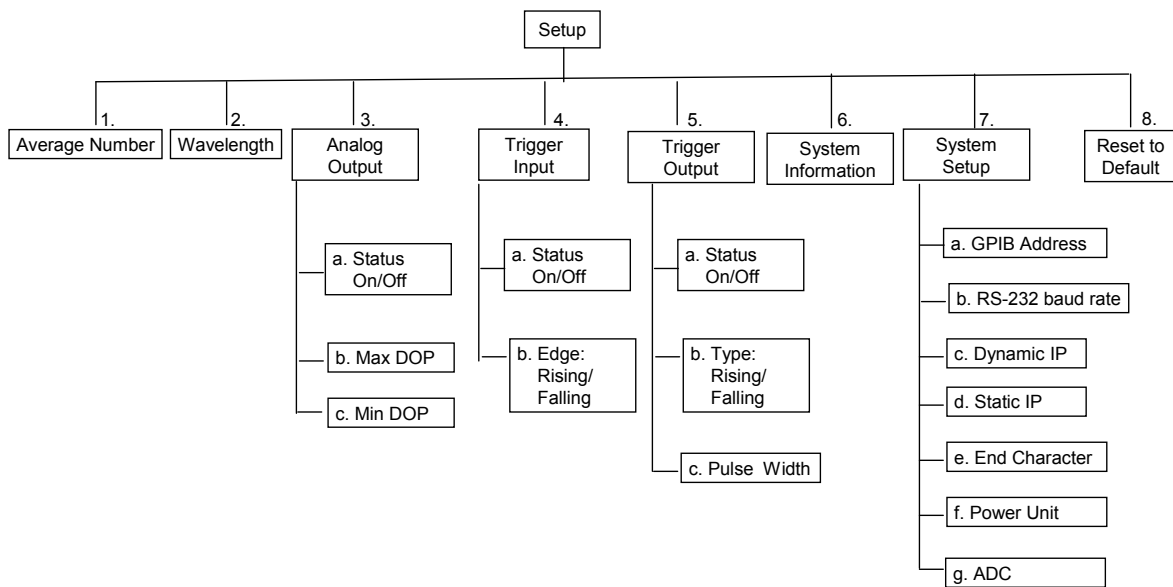 Setup
1.
Average Number
2.
Wavelength
3.
Analog
Output
a. Status
On/Off
b. Max DOP
c. Min DOP
4.
Trigger
Input
a. Status
On/Off
b. Edge:
Rising/
Falling
5.
Trigger
Output
a. Status
On/Off
b. Type:
Rising/
Falling
c. Pulse Width
6.
System
Information
7.
System
Setup
a. GPIB Address
b. RS-232 baud rate
c. Dynamic IP
d. Static IP
e. End Character
f. Power Unit
g. ADC
8.
Reset to
Default